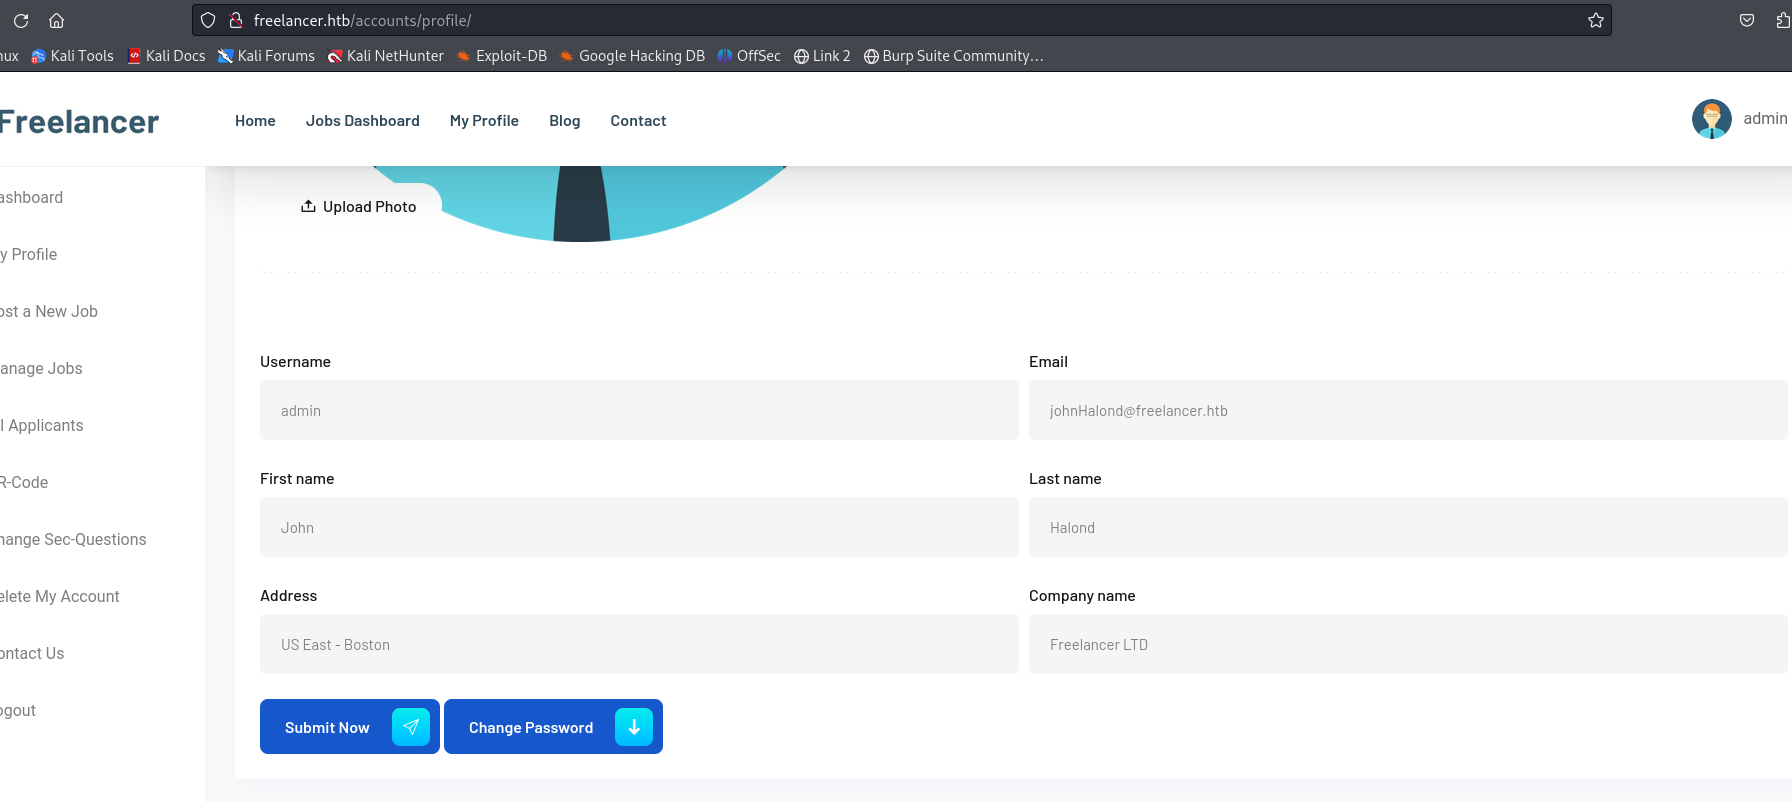 freelancer.htb/accounts/profile/
nux Kali Tools Kali Docs Kali Forums Kali NetHunter Exploit-DB Google Hacking DB OffSec Link 2 Burp Suite Community...
Freelancer Home Jobs Dashboard My Profile Blog Contact admin
ashboard
Upload Photo
y Profile
ost a New Job
anage Jobs
l Applicants
R-Code
hange Sec-Questions
elete My Account
ontact Us
ogout
Username Email
admin johnHalond@freelancer.htb
First name Last name
John Halond
Address Company name
US East - Boston Freelancer LTD
Submit Now Change Password